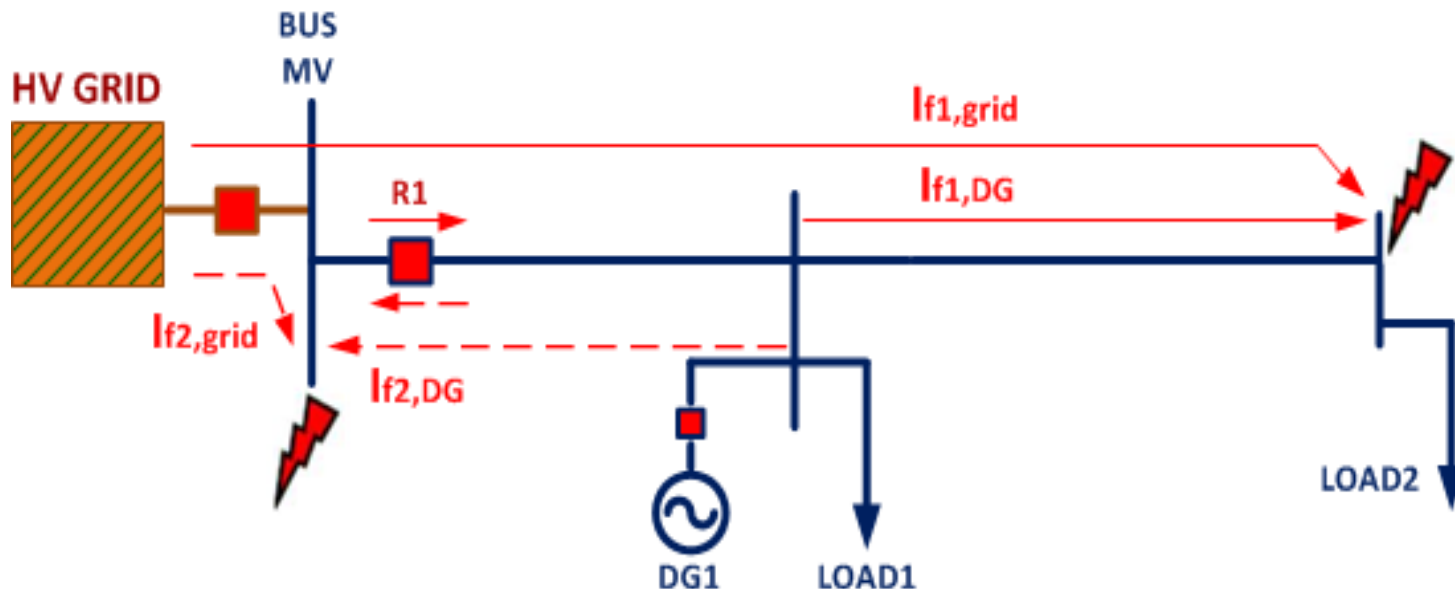 BUS
MV
HV GRID
If1,grid
R1
If1,DG
If2,grid
If2,DG
LOAD2
DG1
LOAD1